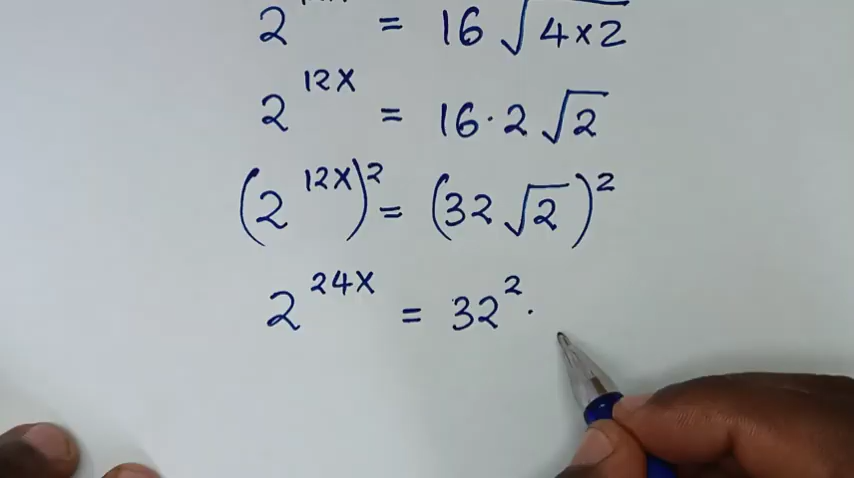 2 = 16 √4×2
2^12x = 16·2 √2
(2^12x)^2 = (32 √2)^2
2^24x = 32^2 ·